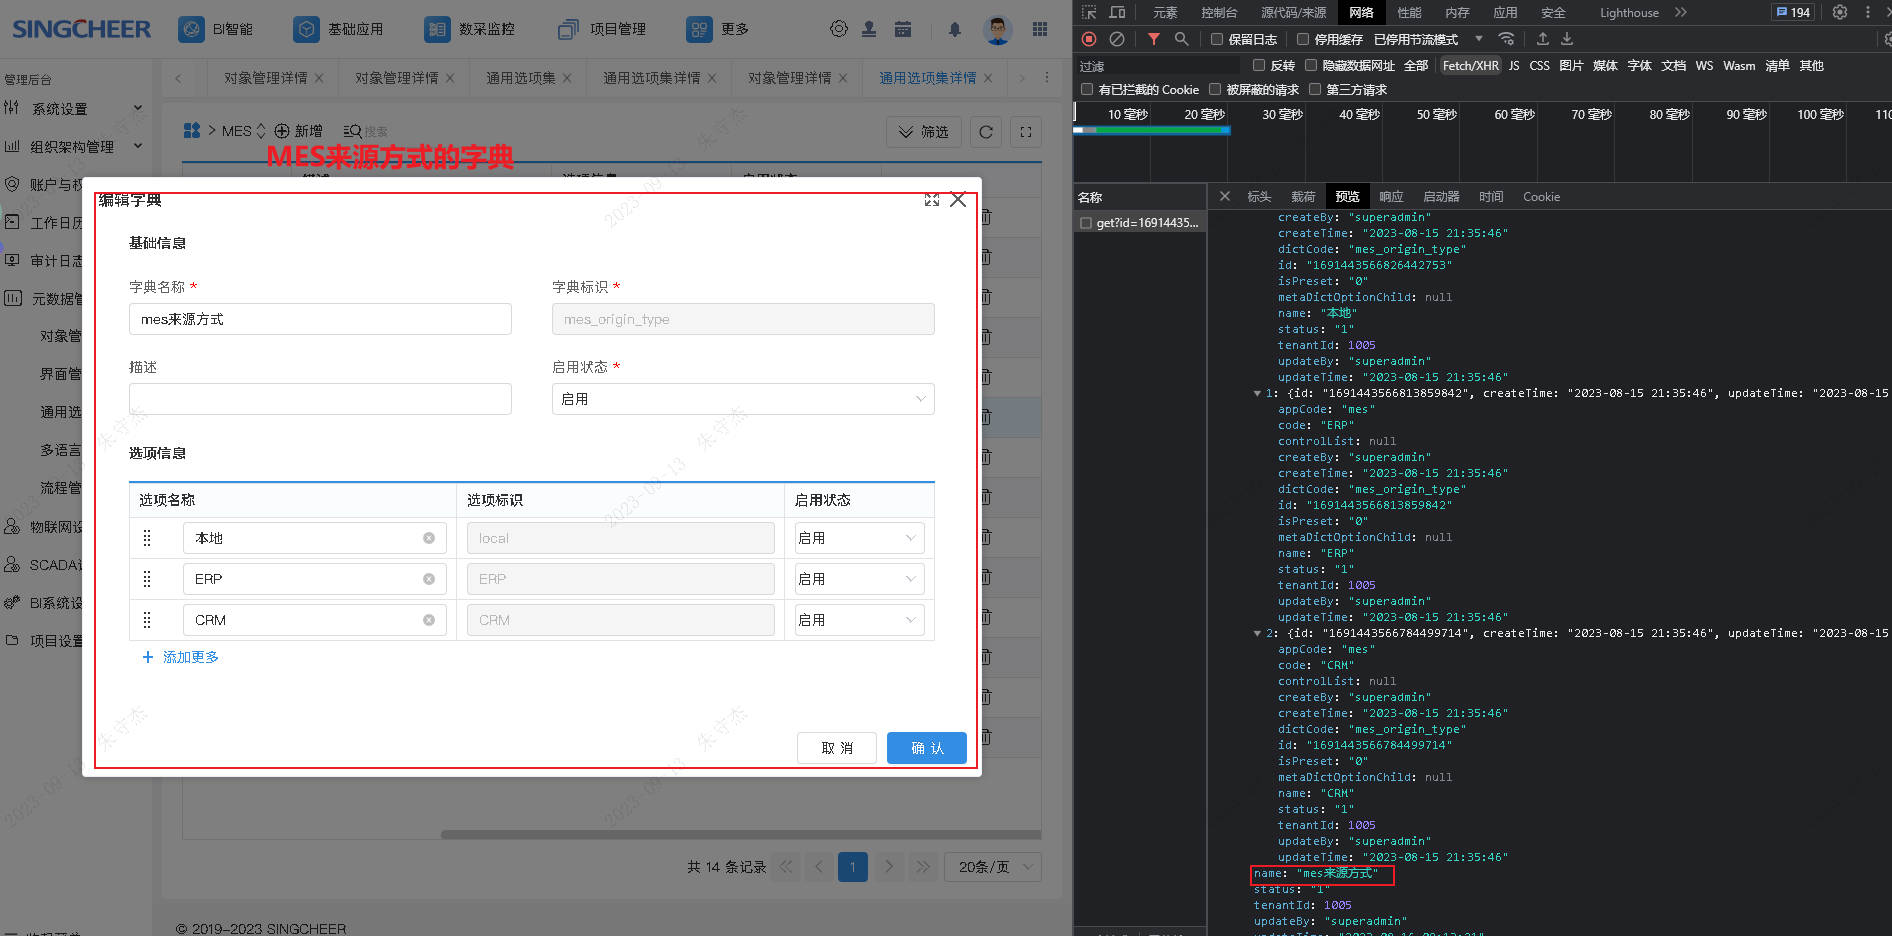 SINGCHEER
BI智能
基础应用
数采监控
项目管理
更多
管理后台
系统设置
组织架构管理
账户与权
工作日历
审计日志
元数据管
对象管
界面管
通用选
多语言
流程管
物联网设
SCADA设
BI系统设
项目设置
对象管理详情
对象管理详情
通用选项集
通用选项集详情
对象管理详情
通用选项集详情
MES
新增
搜索
筛选
MES来源方式的字典
编辑字典
基础信息
字典名称 *
字典标识 *
mes来源方式
mes_origin_type
描述
启用状态 *
启用
选项信息
选项名称
选项标识
启用状态
本地
local
启用
ERP
ERP
启用
CRM
CRM
启用
+ 添加更多
取 消
确 认
朱守杰
2023-09-13
共 14 条记录
1
20条/页
© 2019-2023 SINGCHEER
元素
控制台
源代码/来源
网络
性能
内存
应用
安全
Lighthouse
194
保留日志
停用缓存
已停用节流模式
过滤
反转
隐藏数据网址
全部
Fetch/XHR
JS
CSS
图片
媒体
字体
文档
WS
Wasm
清单
其他
有已拦截的 Cookie
被屏蔽的请求
第三方请求
10 毫秒
20 毫秒
30 毫秒
40 毫秒
50 毫秒
60 毫秒
70 毫秒
80 毫秒
90 毫秒
100 毫秒
110
名称
get?id=16914435...
标头
载荷
预览
响应
启动器
时间
Cookie
createBy: "superadmin"
createTime: "2023-08-15 21:35:46"
dictCode: "mes_origin_type"
id: "1691443566826442753"
isPreset: "0"
metaDictOptionChild: null
name: "本地"
status: "1"
tenantId: 1005
updateBy: "superadmin"
updateTime: "2023-08-15 21:35:46"
1: {id: "1691443566813859842", createTime: "2023-08-15 21:35:46", updateTime: "2023-08-15
appCode: "mes"
code: "ERP"
controlList: null
createBy: "superadmin"
createTime: "2023-08-15 21:35:46"
dictCode: "mes_origin_type"
id: "1691443566813859842"
isPreset: "0"
metaDictOptionChild: null
name: "ERP"
status: "1"
tenantId: 1005
updateBy: "superadmin"
updateTime: "2023-08-15 21:35:46"
2: {id: "1691443566784499714", createTime: "2023-08-15 21:35:46", updateTime: "2023-08-15
appCode: "mes"
code: "CRM"
controlList: null
createBy: "superadmin"
createTime: "2023-08-15 21:35:46"
dictCode: "mes_origin_type"
id: "1691443566784499714"
isPreset: "0"
metaDictOptionChild: null
name: "CRM"
status: "1"
tenantId: 1005
updateBy: "superadmin"
updateTime: "2023-08-15 21:35:46"
name: "mes来源方式"
status: "1"
tenantId: 1005
updateBy: "superadmin"